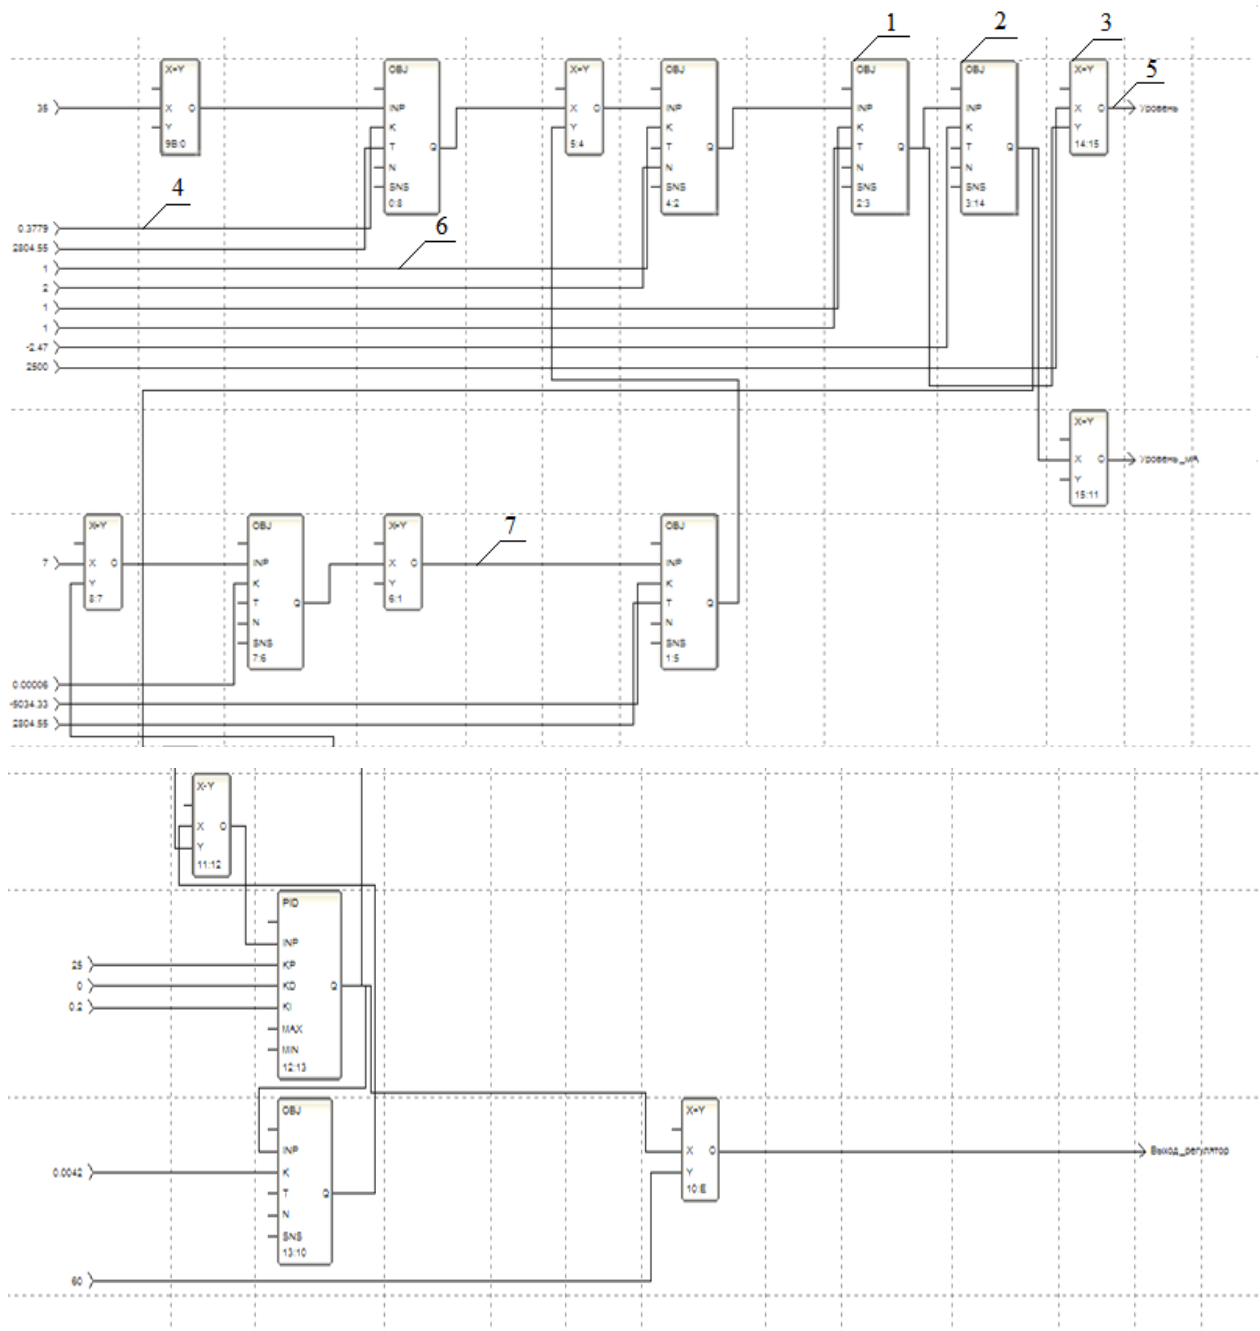 1
2
3
X=Y
OBJ
X=Y
OBJ
OBJ
OBJ
X=Y
5
35
X O
INP
X O
INP
INP
INP
X O
Уровень
Y
K
Y
K
K
K
Y
9B:0
T Q
5:4
T Q
T Q
T Q
14:15
N
N
N
N
4
SNS
SNS
SNS
SNS
0:8
4:2
2:3
3:14
0.3779
6
2804.55
1
2
1
1
-2.47
2500
X=Y
X O
Уровень_мА
Y
15:11
X=Y
OBJ
X=Y
7
OBJ
7
X O
INP
X O
INP
Y
K
Y
K
8:7
T Q
6:1
T Q
N
N
SNS
SNS
7:6
1:5
0.00006
-5034.33
2804.55
X-Y
X O
Y
11:12
PID
INP
25
KP
0
KD Q
0.2
KI
MAX
MIN
12:13
OBJ
X=Y
INP
X O
Выход_регулятор
0.0042
K
Y
T Q
10:E
N
SNS
13:10
60